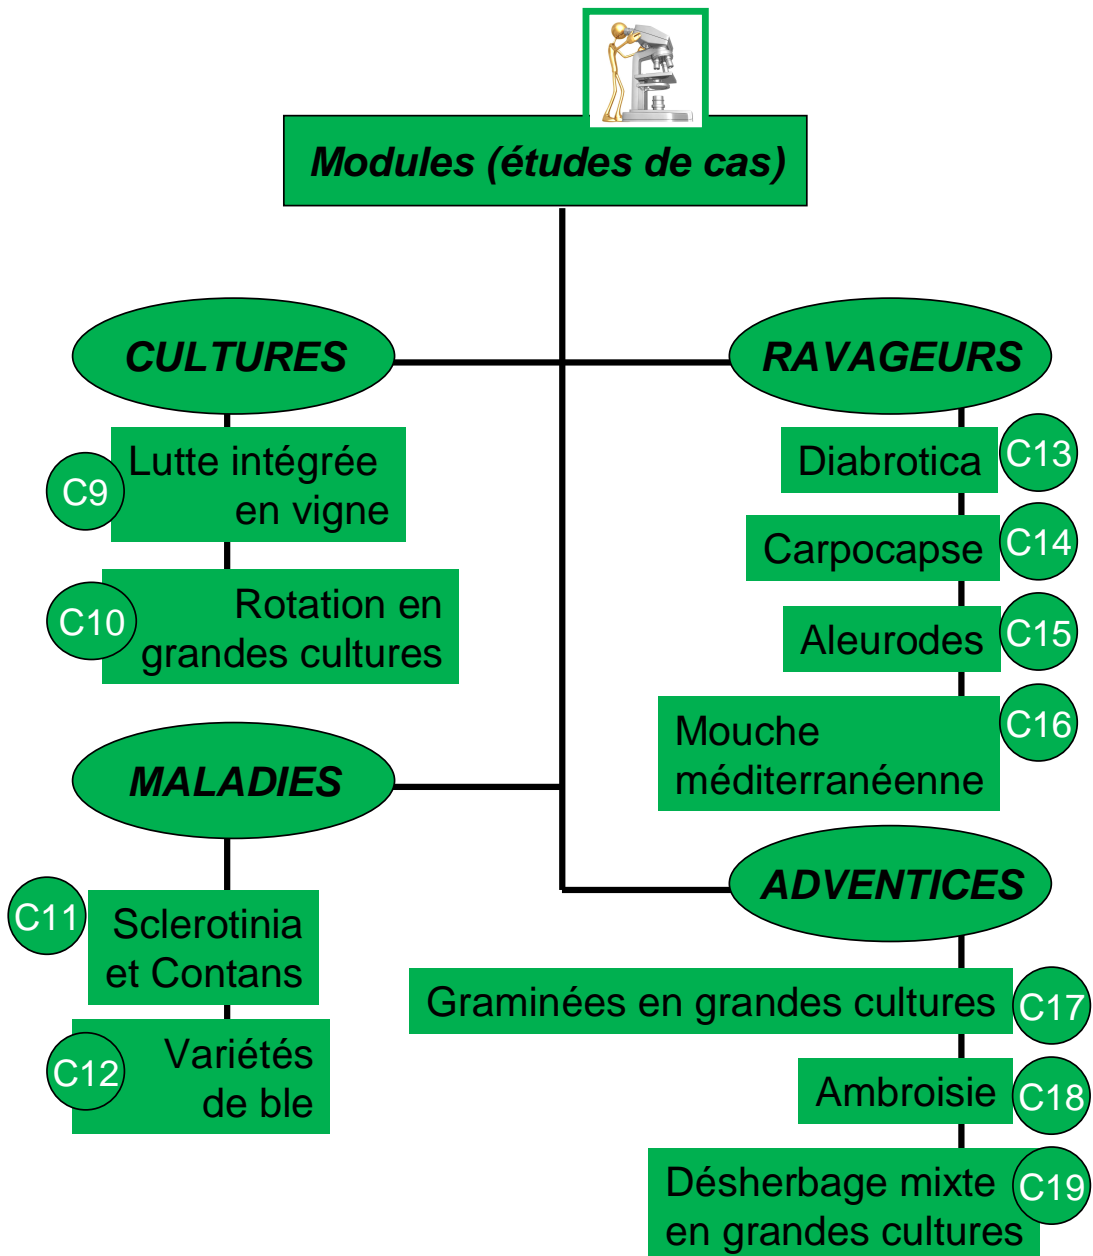 Modules (études de cas)
CULTURES
C9
Lutte intégrée
en vigne
C10
Rotation en
grandes cultures
MALADIES
C11
Sclerotinia
et Contans
C12
Variétés
de ble
RAVAGEURS
Diabrotica
C13
Carpocapse
C14
Aleurodes
C15
Mouche
méditerranéenne
C16
ADVENTICES
Graminées en grandes cultures
C17
Ambroisie
C18
Désherbage mixte
en grandes cultures
C19